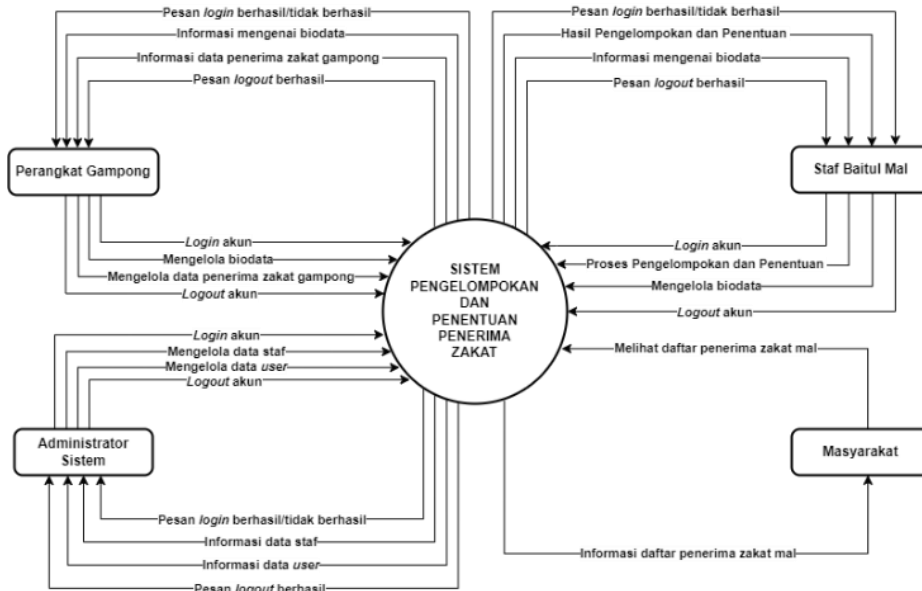 Pesan login berhasil/tidak berhasil
Informasi mengenai biodata
Informasi data penerima zakat gampong
Pesan logout berhasil
Perangkat Gampong
Login akun
Mengelola biodata
Mengelola data penerima zakat gampong
Logout akun
Pesan login berhasil/tidak berhasil
Hasil Pengelompokan dan Penentuan
Informasi mengenai biodata
Pesan logout berhasil
Staf Baitul Mal
Login akun
Proses Pengelompokan dan Penentuan
Mengelola biodata
Logout akun
SISTEM
PENGELOMPOKAN
DAN
PENENTUAN
PENERIMA
ZAKAT
Login akun
Mengelola data staf
Mengelola data user
Logout akun
Administrator
Sistem
Pesan login berhasil/tidak berhasil
Informasi data staf
Informasi data user
Pesan logout berhasil
Melihat daftar penerima zakat mal
Masyarakat
Informasi daftar penerima zakat mal